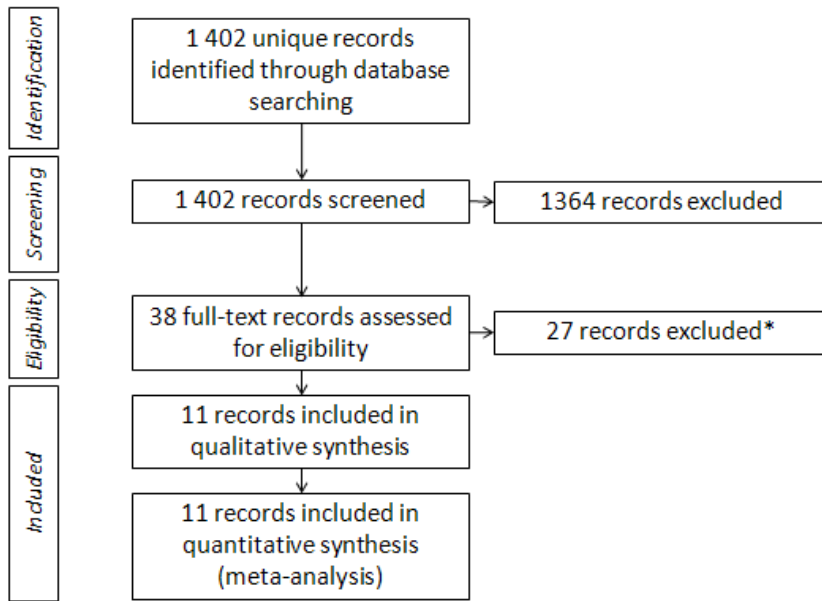 Identification
1 402 unique records
identified through database
searching
Screening
1 402 records screened
1364 records excluded
Eligibility
38 full-text records assessed
for eligibility
27 records excluded*
Included
11 records included in
qualitative synthesis
11 records included in
quantitative synthesis
(meta-analysis)